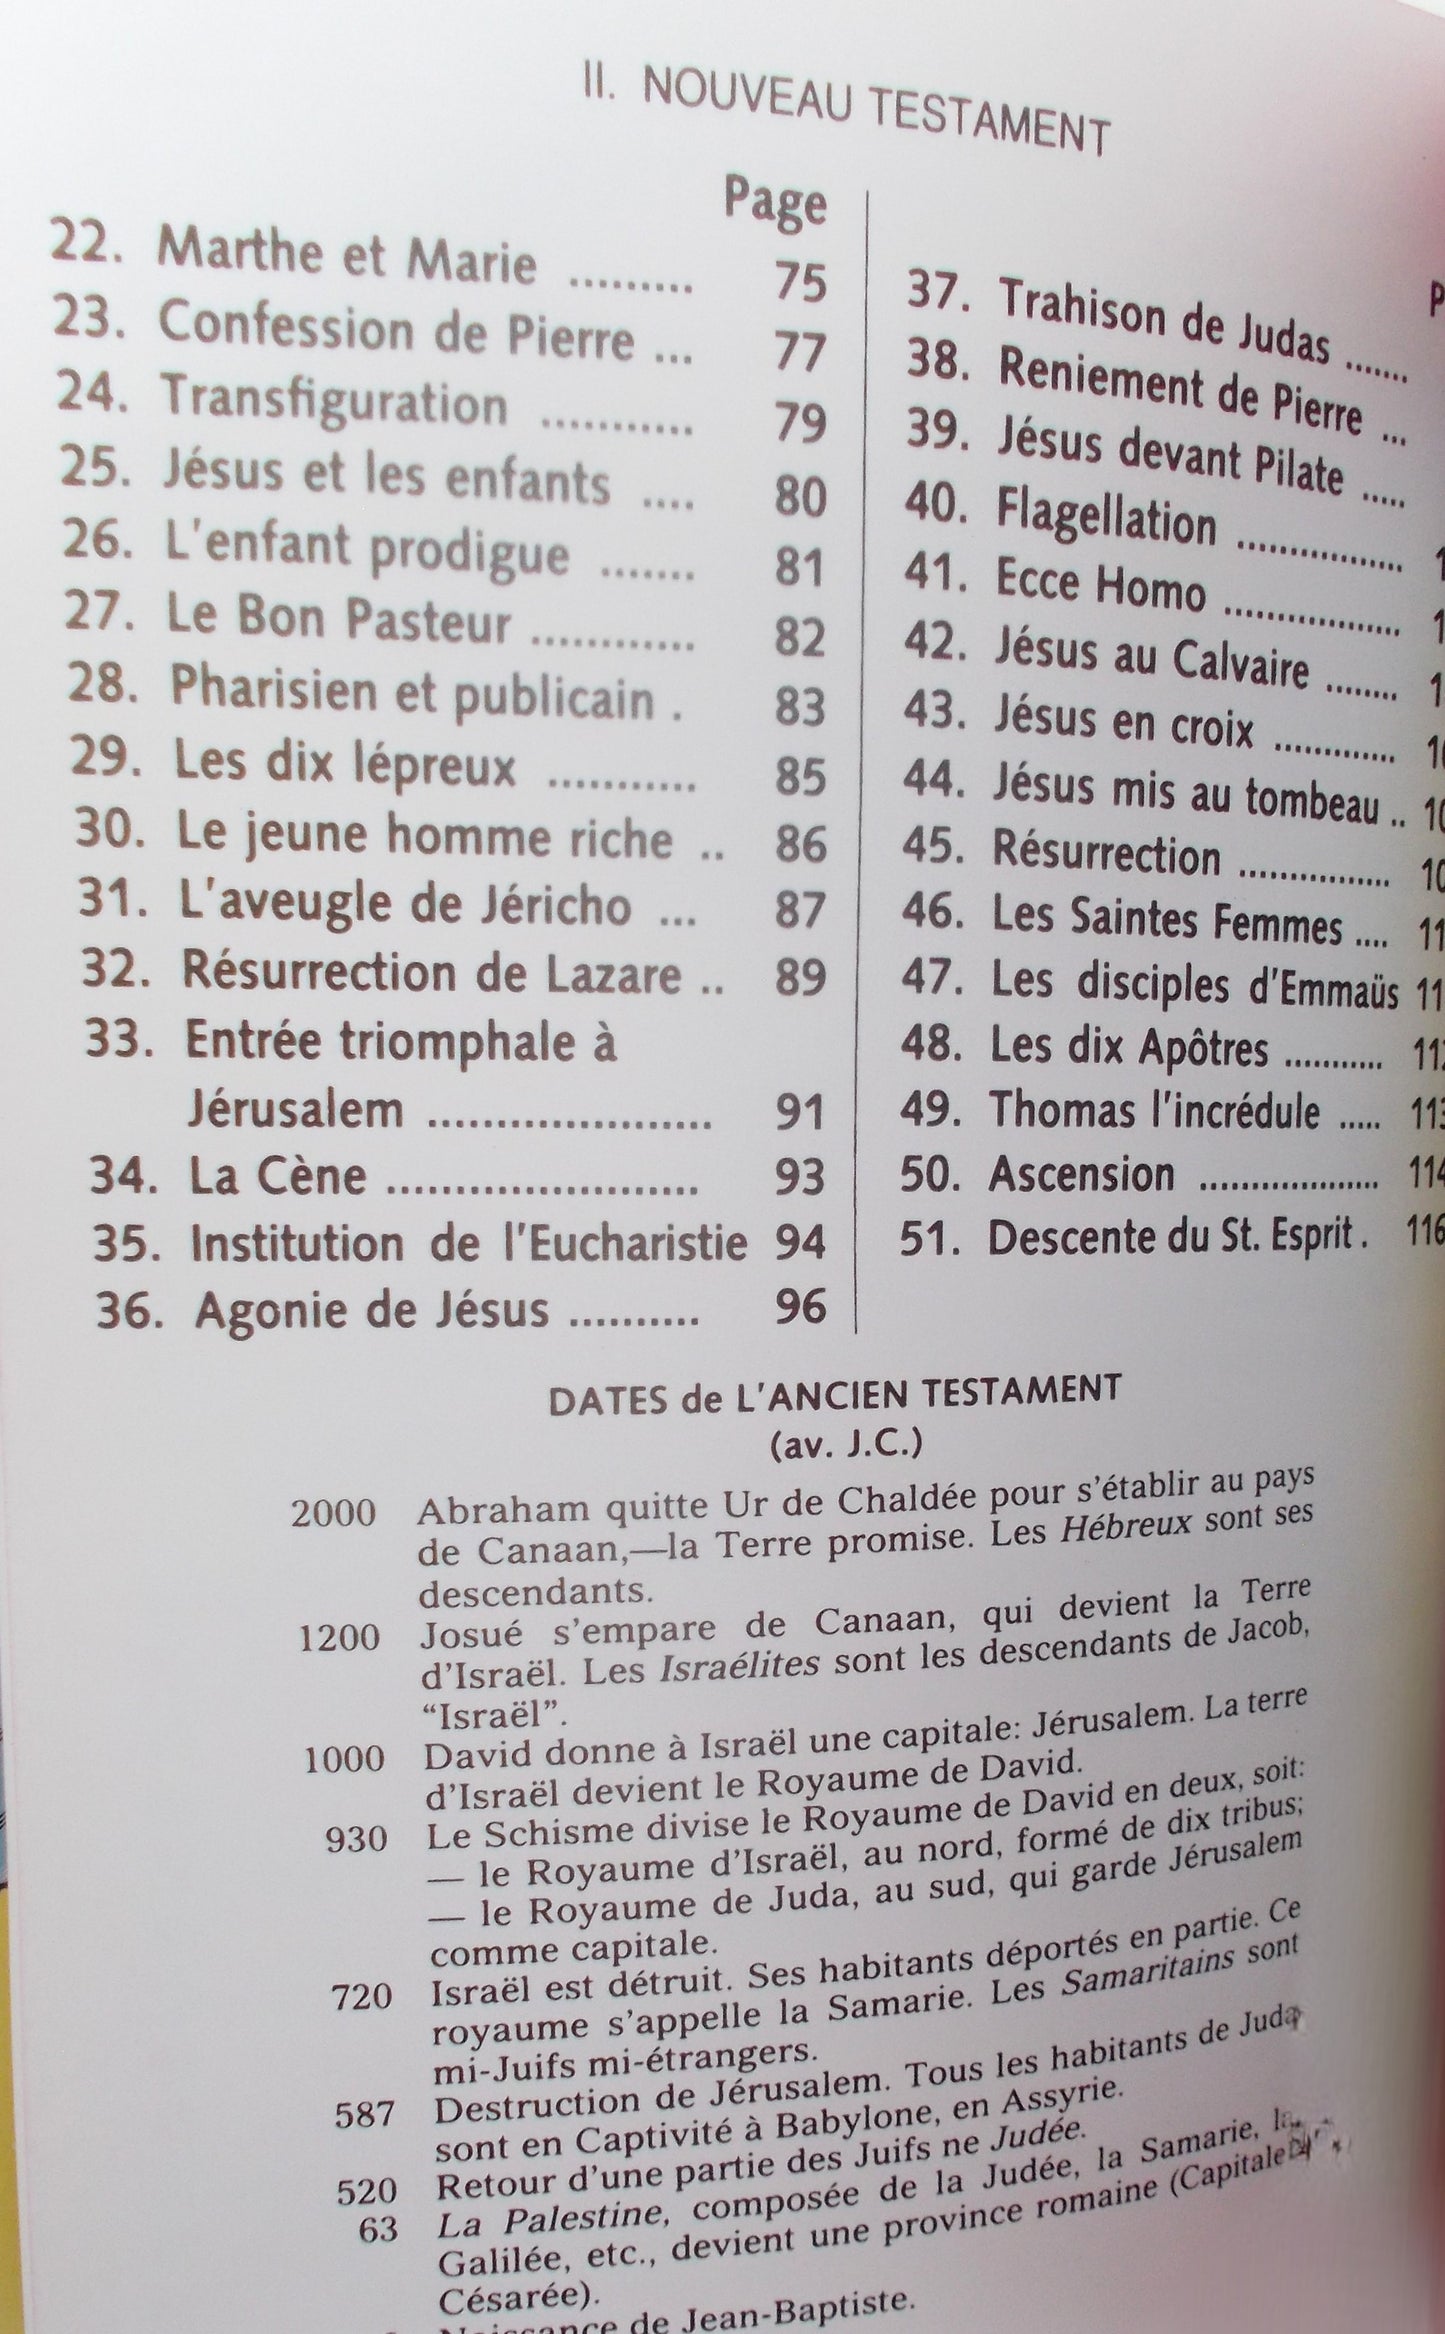 II. NOUVEAU TESTAMENT
Page
22. Marthe et Marie ......... 75
23. Confession de Pierre ... 77
24. Transfiguration ........... 79
25. Jésus et les enfants .... 80
26. L'enfant prodigue ....... 81
27. Le Bon Pasteur ............ 82
28. Pharisien et publicain . 83
29. Les dix lépreux ........... 85
30. Le jeune homme riche .. 86
31. L'aveugle de Jéricho ... 87
32. Résurrection de Lazare .. 89
33. Entrée triomphale à
Jérusalem ..................... 91
34. La Cène ....................... 93
35. Institution de l'Eucharistie 94
36. Agonie de Jésus .......... 96
37. Trahison de Judas .......
38. Reniement de Pierre ...
39. Jésus devant Pilate .....
40. Flagellation .................
41. Ecce Homo ..................
42. Jésus au Calvaire ........
43. Jésus en croix .............
44. Jésus mis au tombeau ..
45. Résurrection ................
46. Les Saintes Femmes ....
47. Les disciples d'Emmaüs
48. Les dix Apôtres ........... 112
49. Thomas l'incrédule ..... 113
50. Ascension ................... 114
51. Descente du St. Esprit . 116
DATES de L'ANCIEN TESTAMENT
(av. J.C.)
2000 Abraham quitte Ur de Chaldée pour s'établir au pays
de Canaan,—la Terre promise. Les Hébreux sont ses
descendants.
1200 Josué s'empare de Canaan, qui devient la Terre
d'Israël. Les Israélites sont les descendants de Jacob,
“Israël”.
1000 David donne à Israël une capitale: Jérusalem. La terre
d'Israël devient le Royaume de David.
930 Le Schisme divise le Royaume de David en deux, soit:
— le Royaume d'Israël, au nord, formé de dix tribus;
— le Royaume de Juda, au sud, qui garde Jérusalem
comme capitale.
720 Israël est détruit. Ses habitants déportés en partie. Ce
royaume s'appelle la Samarie. Les Samaritains sont
mi-Juifs mi-étrangers.
587 Destruction de Jérusalem. Tous les habitants de Juda
sont en Captivité à Babylone, en Assyrie.
520 Retour d'une partie des Juifs ne Judée.
63 La Palestine, composée de la Judée, la Samarie, la
Galilée, etc., devient une province romaine (Capitale
Césarée).
Naissance de Jean-Baptiste.